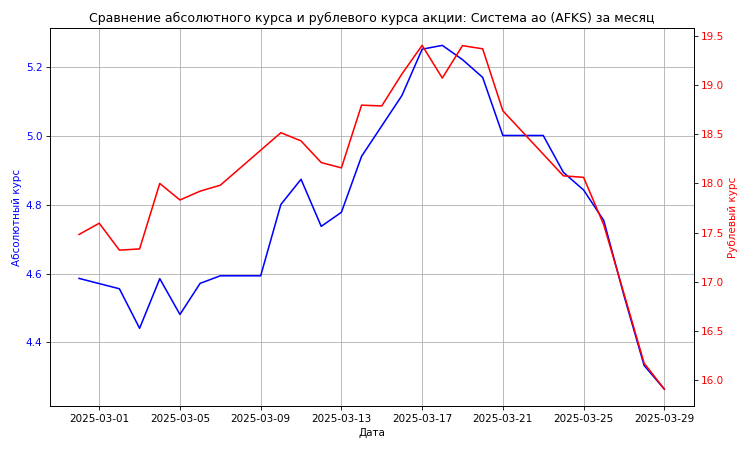 Сравнение абсолютного курса и рублевого курса акции: Система ао (AFKS) за месяц
Абсолютный курс
5.2
5.0
4.8
4.6
4.4
19.5
19.0
18.5
18.0
17.5
17.0
16.5
16.0
Рублевый курс
2025-03-01 2025-03-05 2025-03-09 2025-03-13 2025-03-17 2025-03-21 2025-03-25 2025-03-29
Дата